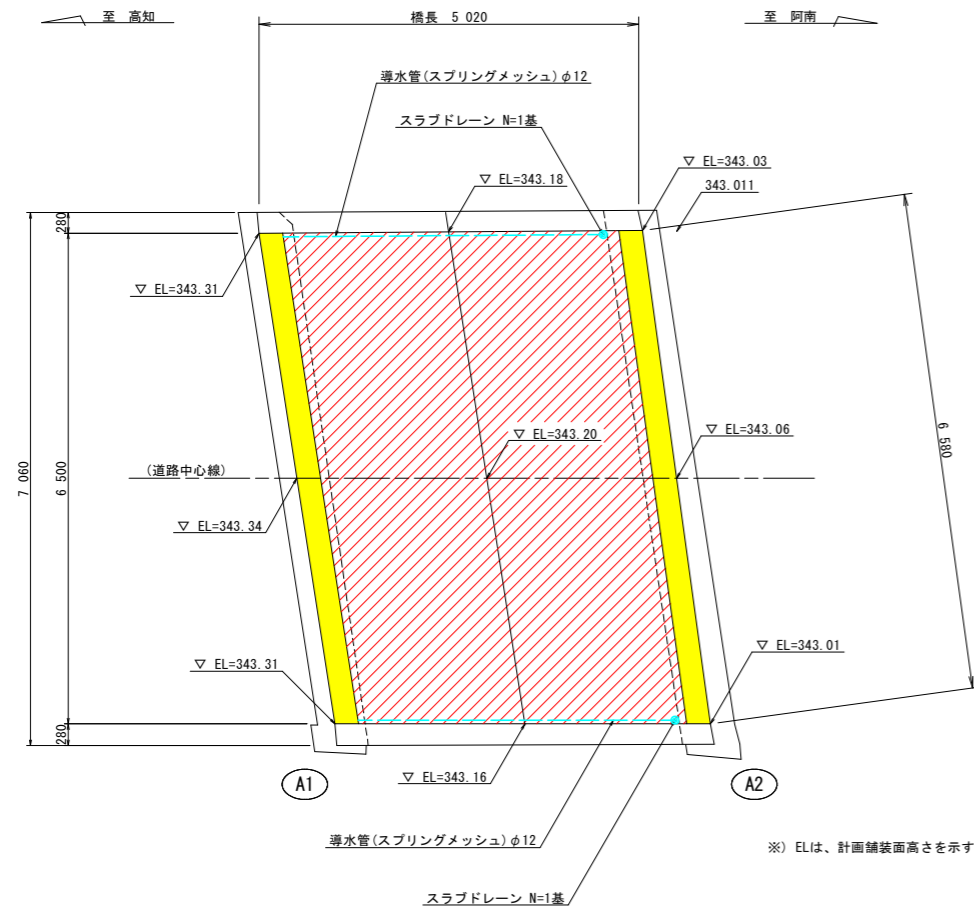 至 高知
橋長 5 020
至 阿南
導水管(スプリングメッシュ)φ12
スラブドレーン N=1基
▽ EL=343.18
▽ EL=343.03
343.011
280
▽ EL=343.31
7 060
6 500
6 580
▽ EL=343.20
▽ EL=343.06
(道路中心線)
▽ EL=343.34
▽ EL=343.31
▽ EL=343.01
280
▽ EL=343.16
A1
A2
導水管(スプリングメッシュ)φ12
※) ELは、計画舗装面高さを示す
スラブドレーン N=1基